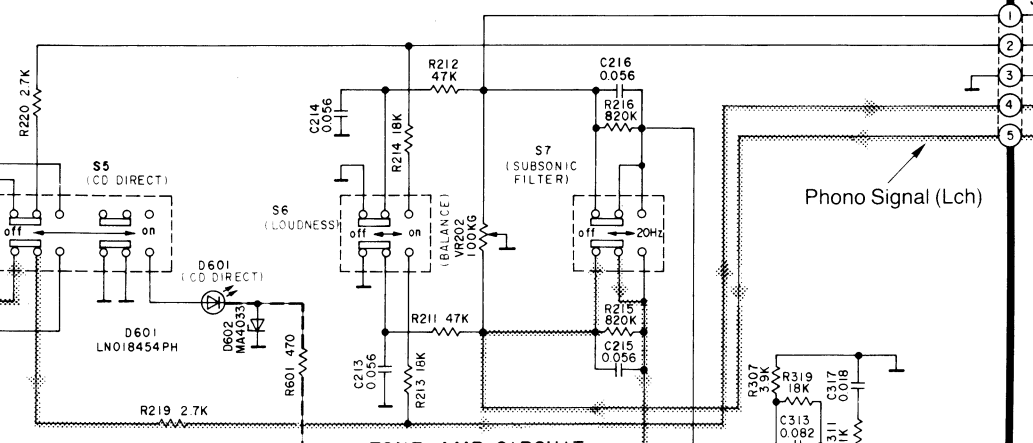 1
2
3
4
5
R220 2.7K
R212
47K
C216
0.056
C214
0.056
R214 18K
R216
820K
S5
(CD DIRECT)
S7
(SUBSONIC
FILTER)
Phono Signal (Lch)
S6
(LOUDNESS)
(BALANCE)
VR202
100KG
off
on
off
on
off
20Hz
D601
(CD DIRECT)
D602
MA4033
D601
LN018454PH
R601 470
R211 47K
C213
0.056
R213 18K
R215
820K
C215
0.056
R219 2.7K
R307
3.9K
R319
18K
C317
0.018
C313
0.082